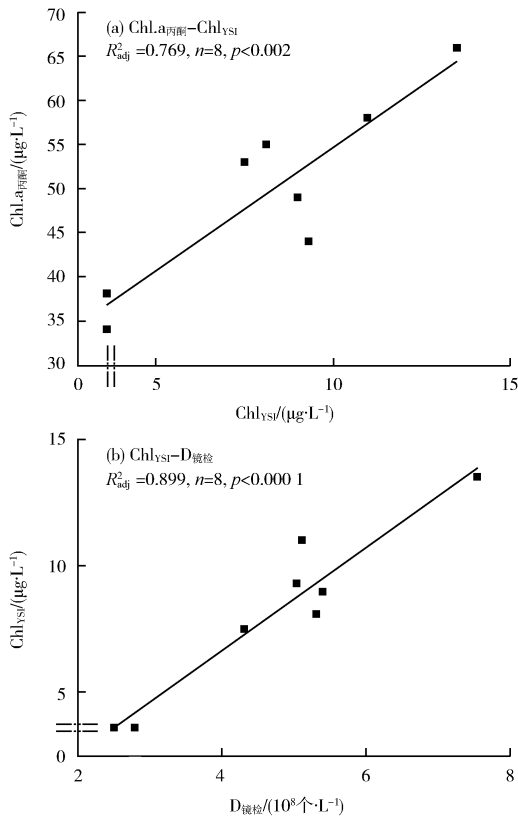 70
65
60
55
50
45
40
35
30
(a) Chl.a丙酮−ChlYSI
R²adj =0.769, n=8, p<0.002
Chl.a丙酮/(μg·L⁻¹)
0 5 10 15
ChlYSI/(μg·L⁻¹)
15
10
5
0
(b) ChlYSI−D镜检
R²adj =0.899, n=8, p<0.000 1
ChlYSI/(μg·L⁻¹)
2 4 6 8
D镜检/(10⁸个·L⁻¹)